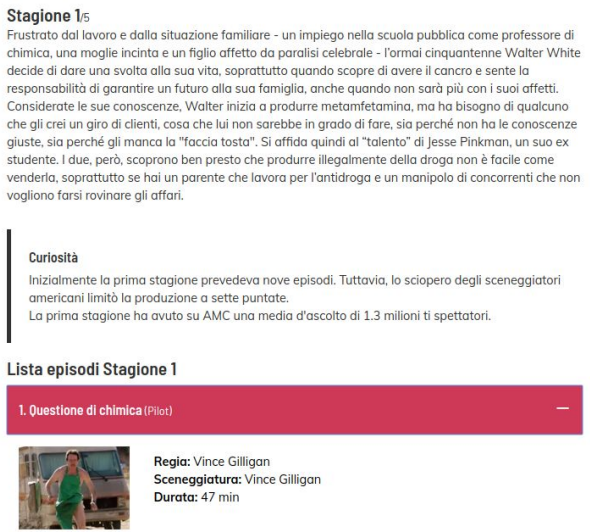 Stagione 1/5
Frustrato dal lavoro e dalla situazione familiare - un impiego nella scuola pubblica come professore di
chimica, una moglie incinta e un figlio affetto da paralisi celebrale - l'ormai cinquantenne Walter White
decide di dare una svolta alla sua vita, soprattutto quando scopre di avere il cancro e sente la
responsabilità di garantire un futuro alla sua famiglia, anche quando non sarà più con i suoi affetti.
Considerate le sue conoscenze, Walter inizia a produrre metamfetamina, ma ha bisogno di qualcuno
che gli crei un giro di clienti, cosa che lui non sarebbe in grado di fare, sia perché non ha le conoscenze
giuste, sia perché gli manca la "faccia tosta". Si affida quindi al “talento” di Jesse Pinkman, un suo ex
studente. I due, però, scoprono ben presto che produrre illegalmente della droga non è facile come
venderla, soprattutto se hai un parente che lavora per l'antidroga e un manipolo di concorrenti che non
vogliono farsi rovinare gli affari.
Curiosità
Inizialmente la prima stagione prevedeva nove episodi. Tuttavia, lo sciopero degli sceneggiatori
americani limitò la produzione a sette puntate.
La prima stagione ha avuto su AMC una media d'ascolto di 1.3 milioni ti spettatori.
Lista episodi Stagione 1
1. Questione di chimica (Pilot)
Regia: Vince Gilligan
Sceneggiatura: Vince Gilligan
Durata: 47 min